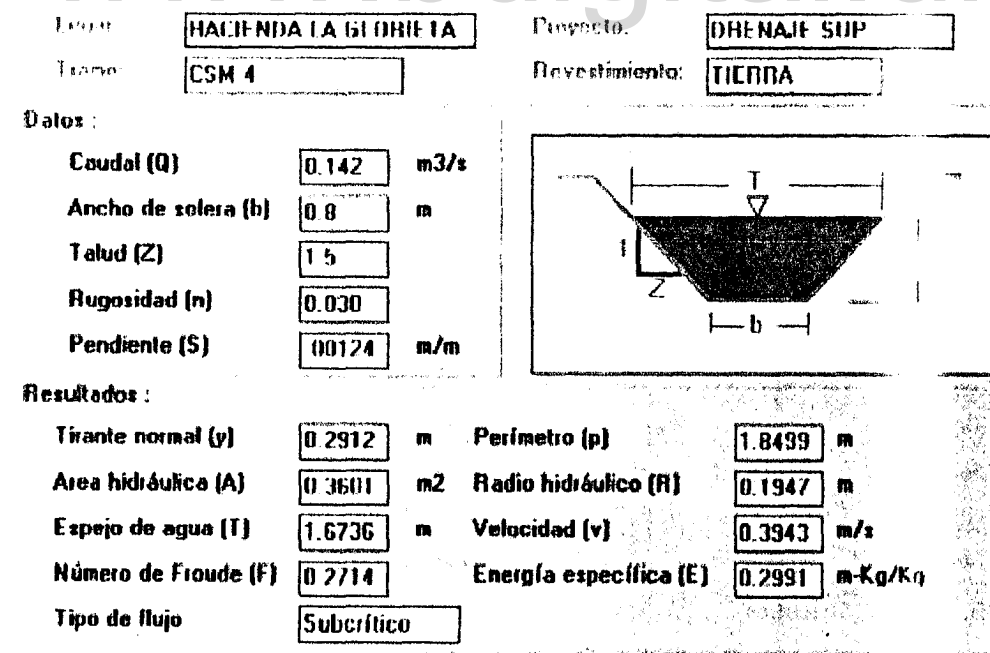 HACIENDA LA GLORIETA
Proyecto:
DRENAJE SUP
Tramo:
CSM 4
Revestimiento:
TIERRA
Datos :
Caudal (Q) 0.142 m3/s
Ancho de solera (b) 0.8 m
Talud (Z) 1.5
Rugosidad (n) 0.030
Pendiente (S) .00124 m/m
T
1
Z
b
Resultados :
Tirante normal (y) 0.2912 m Perímetro (p) 1.8499 m
Area hidráulica (A) 0.3601 m2 Radio hidráulico (R) 0.1947 m
Espejo de agua (T) 1.6736 m Velocidad (v) 0.3943 m/s
Número de Froude (F) 0.2714 Energía específica (E) 0.2991 m-Kg/Kg
Tipo de flujo Subcrítico